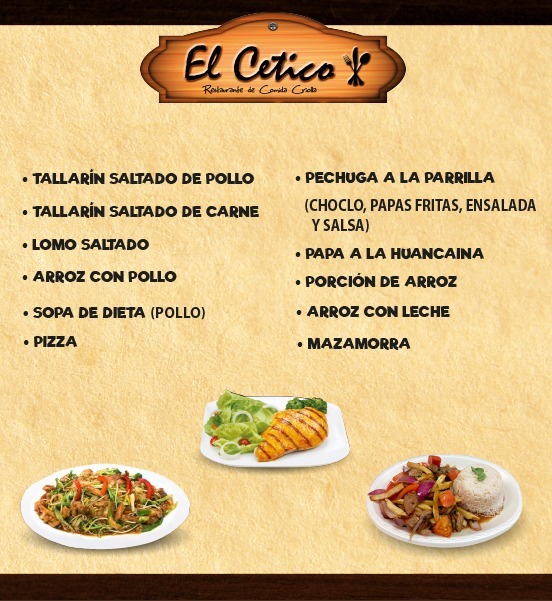 El Cetico
Restaurante de Comida Criolla
• TALLARÍN SALTADO DE POLLO
• TALLARÍN SALTADO DE CARNE
• LOMO SALTADO
• ARROZ CON POLLO
• SOPA DE DIETA (POLLO)
• PIZZA
• PECHUGA A LA PARRILLA
(CHOCLO, PAPAS FRITAS, ENSALADA
Y SALSA)
• PAPA A LA HUANCAINA
• PORCIÓN DE ARROZ
• ARROZ CON LECHE
• MAZAMORRA